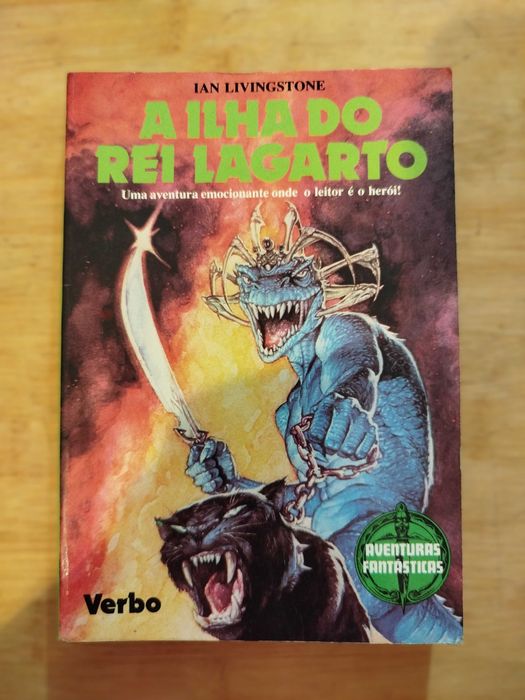 IAN LIVINGSTONE
A ILHA DO
REI LAGARTO
Uma aventura emocionante onde o leitor é o herói!
AVENTURAS
FANTÁSTICAS
Verbo